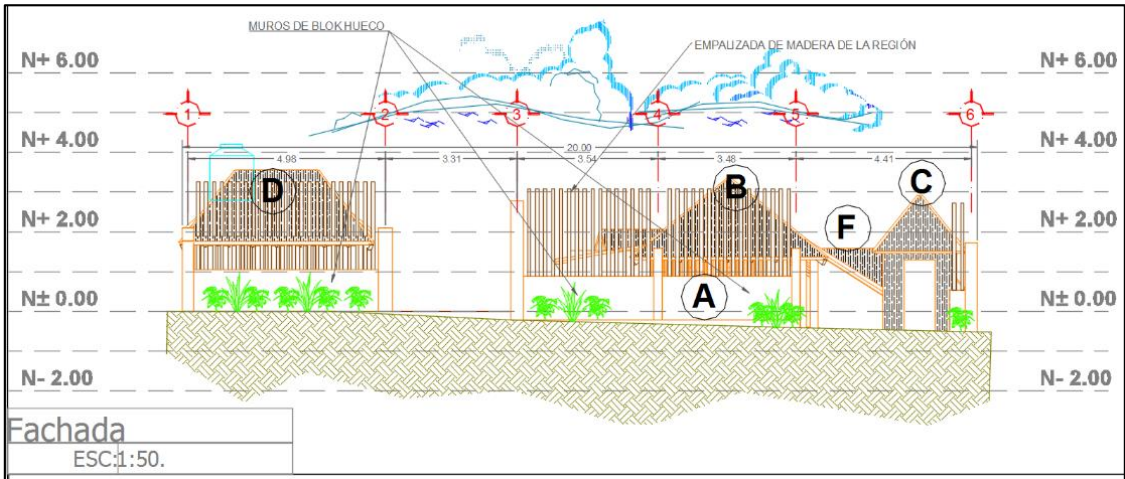 MUROS DE BLOK HUECO
EMPALIZADA DE MADERA DE LA REGIÓN
N+ 6.00
N+ 6.00
1
2
3
4
5
6
N+ 4.00
20.00
N+ 4.00
4.98
3.31
3.54
3.48
4.41
D
B
C
N+ 2.00
F
N+ 2.00
N± 0.00
A
N± 0.00
N- 2.00
N- 2.00
Fachada
ESC:1:50.